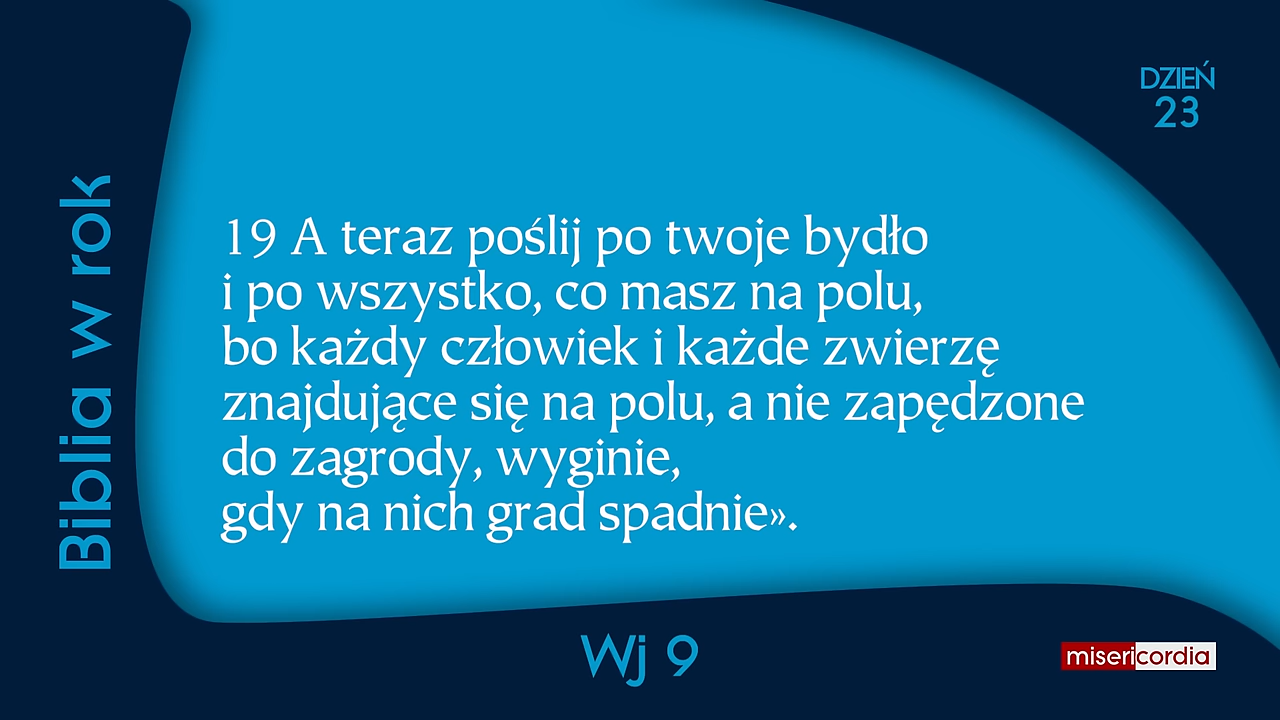 DZIEŃ
23
Biblia w rok
19 A teraz poślij po twoje bydło
i po wszystko, co masz na polu,
bo każdy człowiek i każde zwierzę
znajdujące się na polu, a nie zapędzone
do zagrody, wyginie,
gdy na nich grad spadnie».
Wj 9
misericordia